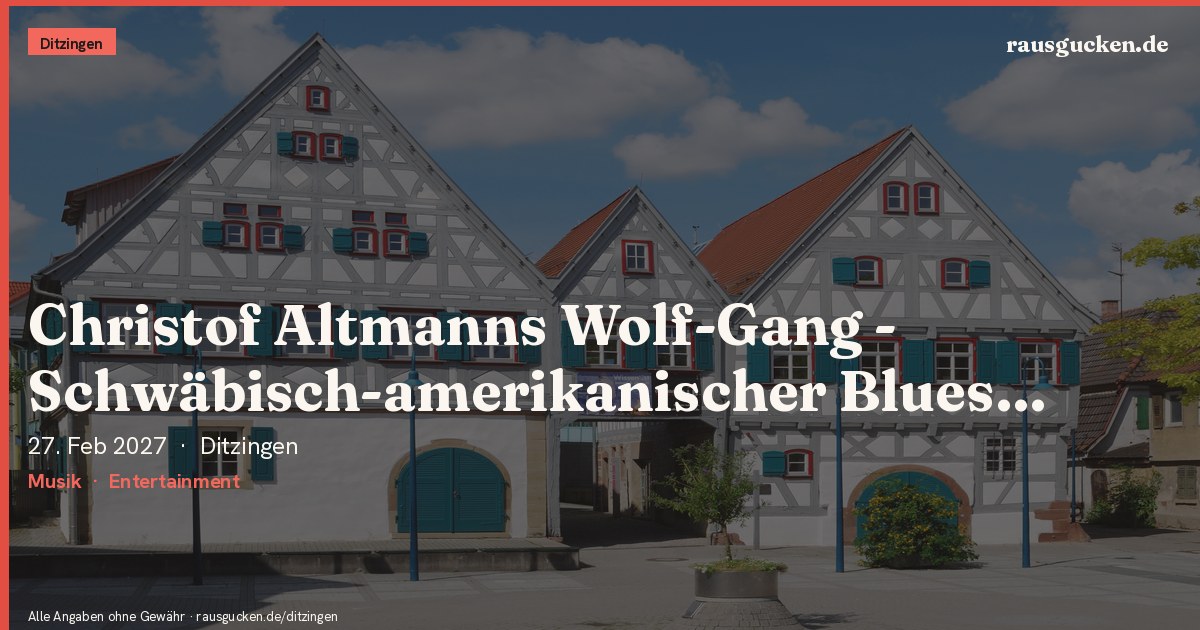 Ditzingen
rausgucken.de
Christof Altmanns Wolf-Gang -
Schwäbisch-amerikanischer Blues...
27. Feb 2027 · Ditzingen
Musik · Entertainment
Alle Angaben ohne Gewähr · rausgucken.de/ditzingen